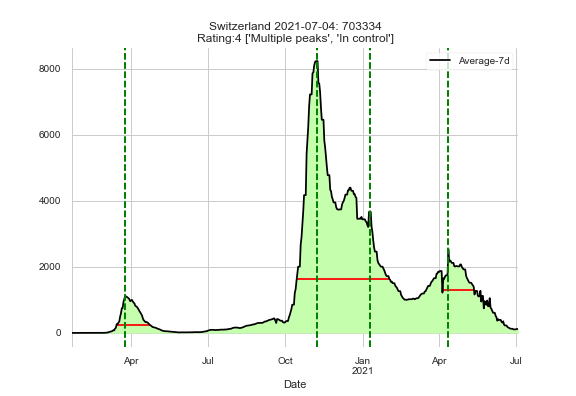 Switzerland 2021-07-04: 703334
Rating:4 ['Multiple peaks', 'In control']
Average-7d
8000
6000
4000
2000
0
Apr Jul Oct Jan Apr Jul
2021
Date